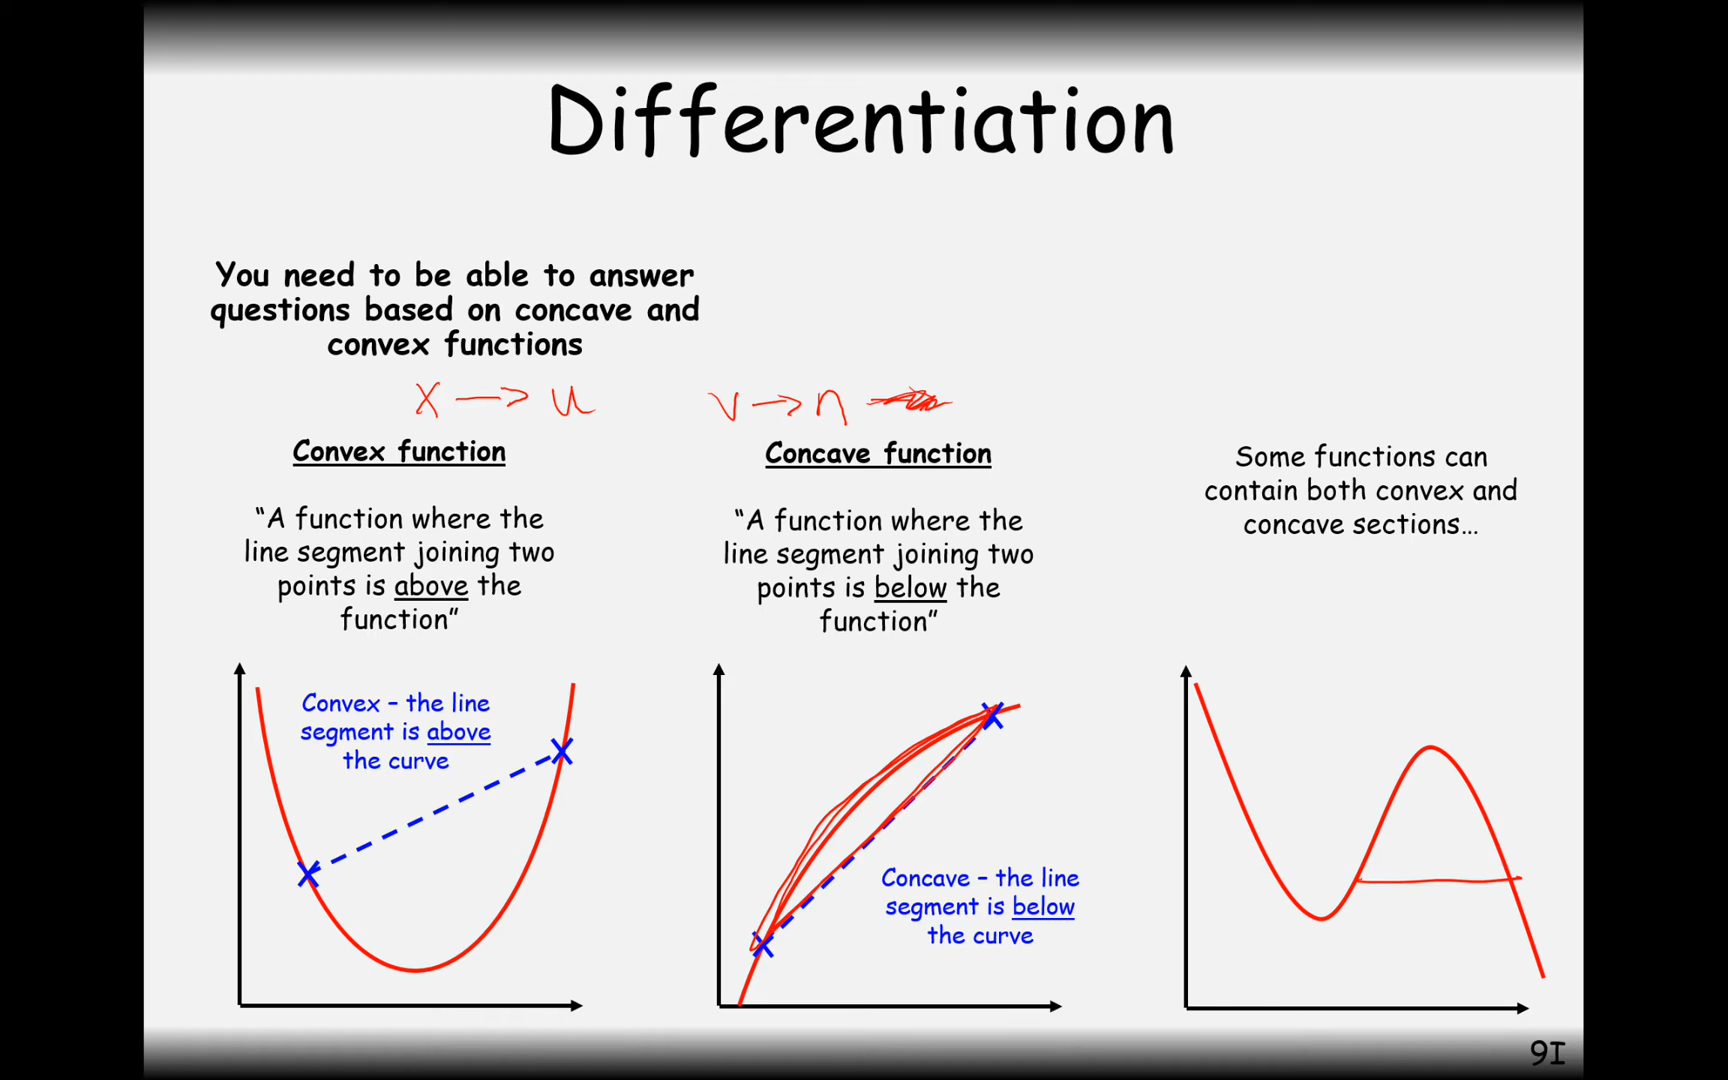 Differentiation
You need to be able to answer
questions based on concave and
convex functions
x → u
v → n
Convex function
“A function where the
line segment joining two
points is above the
function”
Concave function
“A function where the
line segment joining two
points is below the
function”
Some functions can
contain both convex and
concave sections…
Convex – the line
segment is above
the curve
Concave – the line
segment is below
the curve
9I